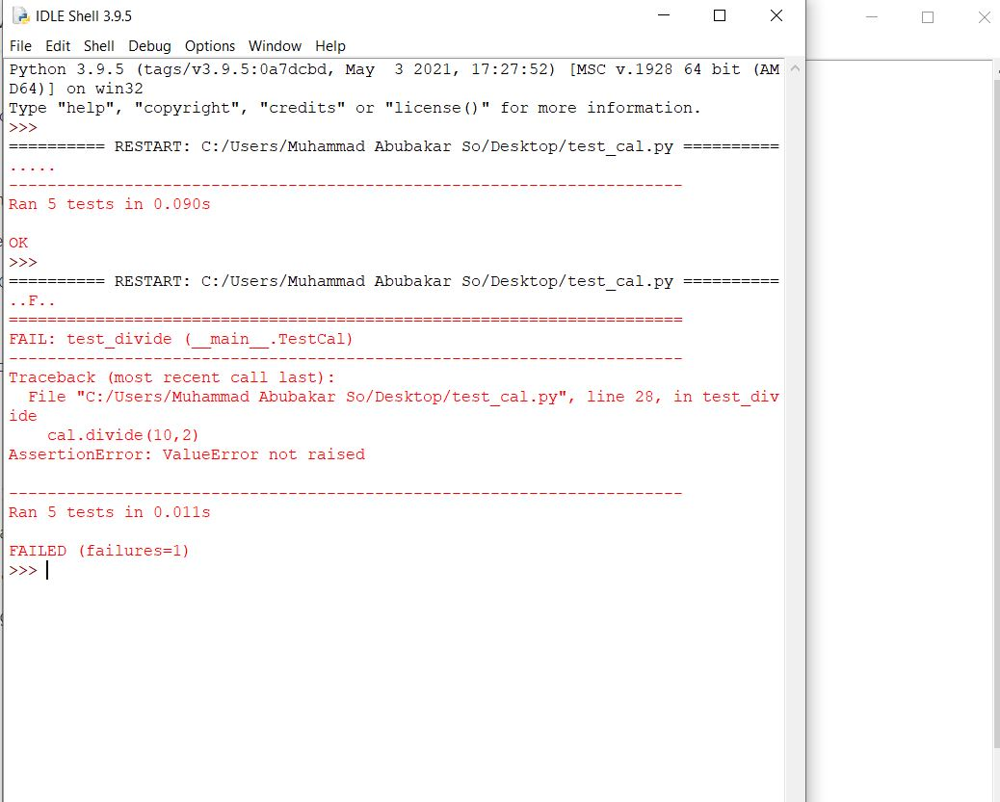 IDLE Shell 3.9.5
File Edit Shell Debug Options Window Help
Python 3.9.5 (tags/v3.9.5:0a7dcbd, May  3 2021, 17:27:52) [MSC v.1928 64 bit (AM
D64)] on win32
Type "help", "copyright", "credits" or "license()" for more information.
>>>
========== RESTART: C:/Users/Muhammad Abubakar So/Desktop/test_cal.py ==========
.....
----------------------------------------------------------------------
Ran 5 tests in 0.090s
OK
>>>
========== RESTART: C:/Users/Muhammad Abubakar So/Desktop/test_cal.py ==========
..F..
======================================================================
FAIL: test_divide (__main__.TestCal)
----------------------------------------------------------------------
Traceback (most recent call last):
  File "C:/Users/Muhammad Abubakar So/Desktop/test_cal.py", line 28, in test_div
ide
    cal.divide(10,2)
AssertionError: ValueError not raised
----------------------------------------------------------------------
Ran 5 tests in 0.011s
FAILED (failures=1)
>>>